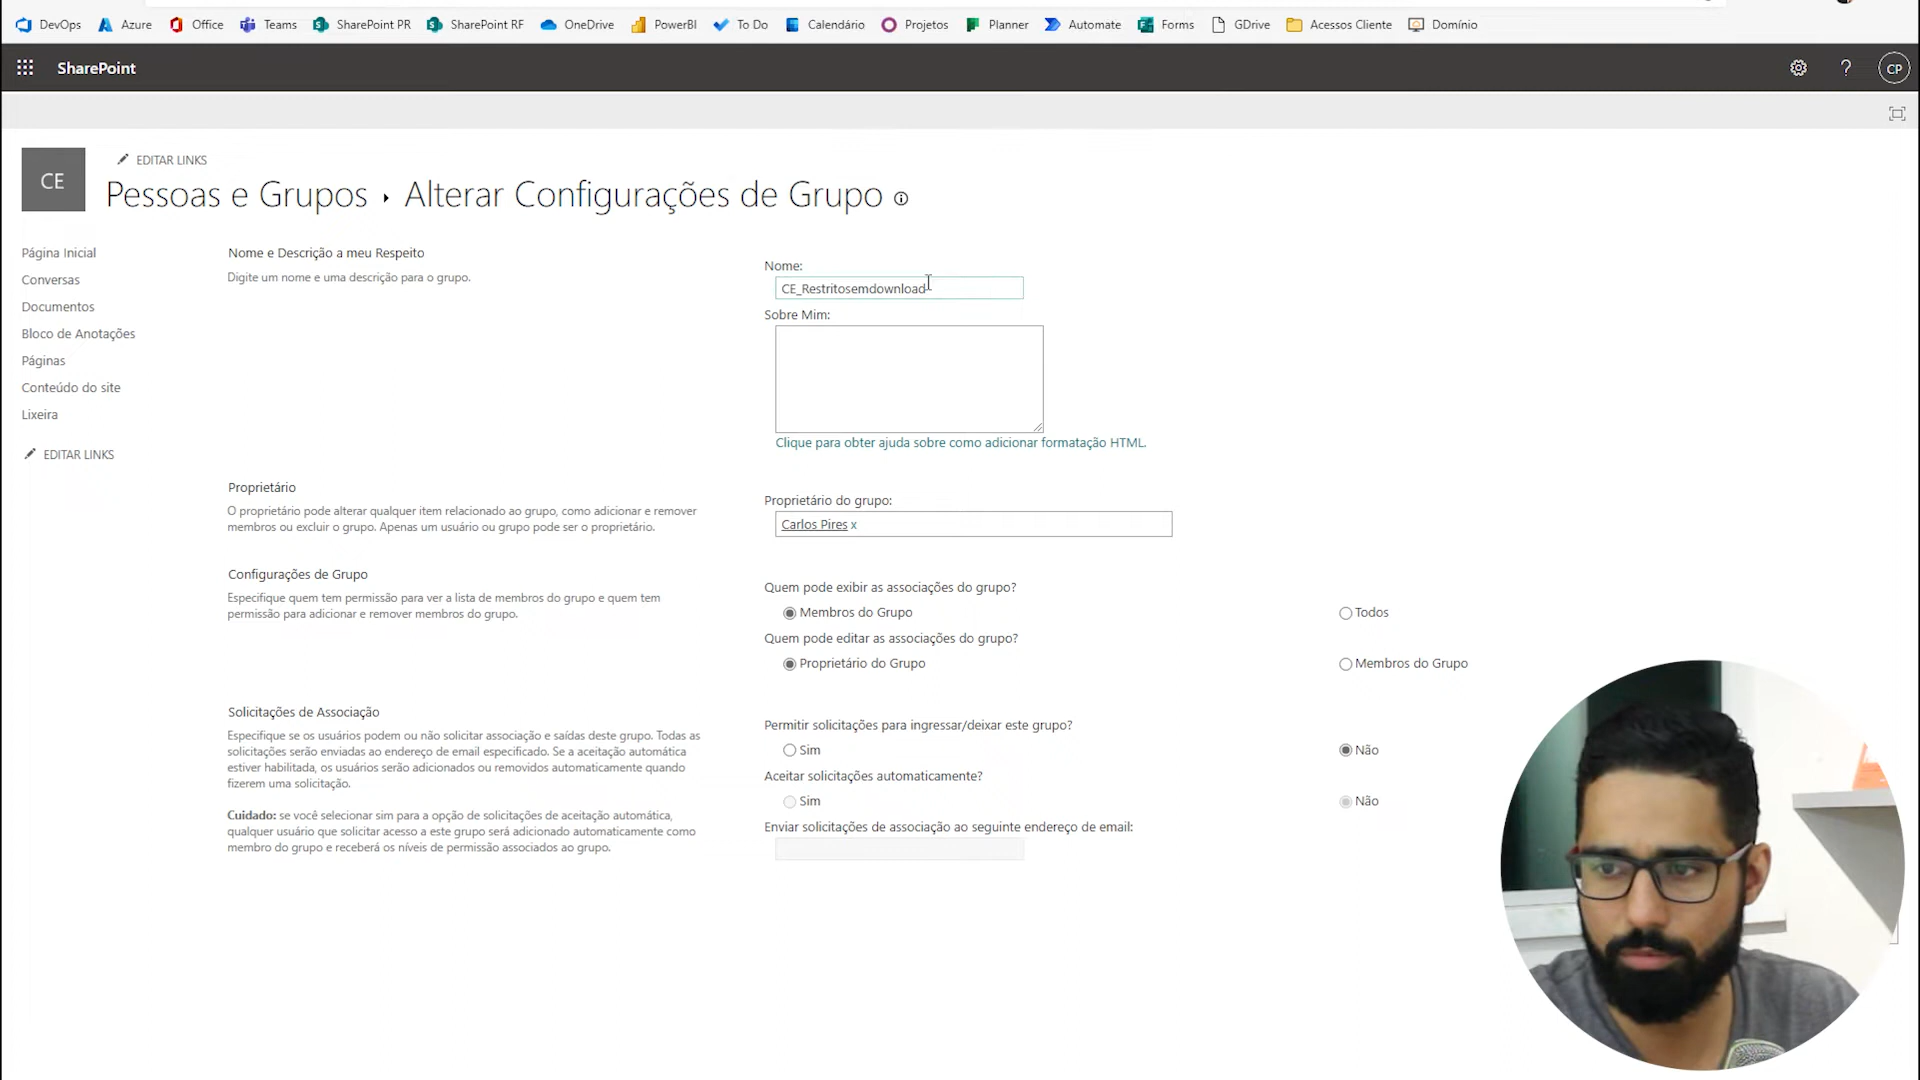 DevOps Azure Office Teams SharePoint PR SharePoint RF OneDrive PowerBI To Do Calendário Projetos Planner Automate Forms GDrive Acessos Cliente Domínio
SharePoint ? CP
EDITAR LINKS
CE
Pessoas e Grupos ▸ Alterar Configurações de Grupo
Página Inicial
Conversas
Documentos
Bloco de Anotações
Páginas
Conteúdo do site
Lixeira
EDITAR LINKS
Nome e Descrição a meu Respeito
Digite um nome e uma descrição para o grupo.
Nome:
CE_Restritosemdownload
Sobre Mim:
Clique para obter ajuda sobre como adicionar formatação HTML.
Proprietário
O proprietário pode alterar qualquer item relacionado ao grupo, como adicionar e remover
membros ou excluir o grupo. Apenas um usuário ou grupo pode ser o proprietário.
Proprietário do grupo:
Carlos Pires x
Configurações de Grupo
Especifique quem tem permissão para ver a lista de membros do grupo e quem tem
permissão para adicionar e remover membros do grupo.
Quem pode exibir as associações do grupo?
Membros do Grupo Todos
Quem pode editar as associações do grupo?
Proprietário do Grupo Membros do Grupo
Solicitações de Associação
Especifique se os usuários podem ou não solicitar associação e saídas deste grupo. Todas as
solicitações serão enviadas ao endereço de email especificado. Se a aceitação automática
estiver habilitada, os usuários serão adicionados ou removidos automaticamente quando
fizerem uma solicitação.
Cuidado: se você selecionar sim para a opção de solicitações de aceitação automática,
qualquer usuário que solicitar acesso a este grupo será adicionado automaticamente como
membro do grupo e receberá os níveis de permissão associados ao grupo.
Permitir solicitações para ingressar/deixar este grupo?
Sim Não
Aceitar solicitações automaticamente?
Sim Não
Enviar solicitações de associação ao seguinte endereço de email: